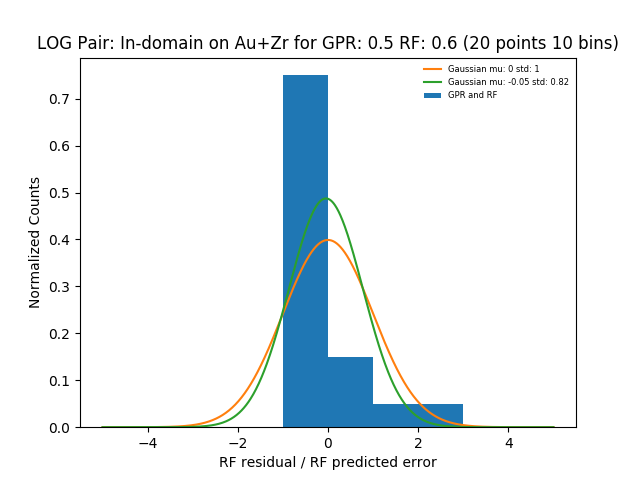 LOG Pair: In-domain on Au+Zr for GPR: 0.5 RF: 0.6 (20 points 10 bins)
Gaussian mu: 0 std: 1
Gaussian mu: -0.05 std: 0.82
GPR and RF
Normalized Counts
0.7
0.6
0.5
0.4
0.3
0.2
0.1
0.0
−4 −2 0 2 4
RF residual / RF predicted error